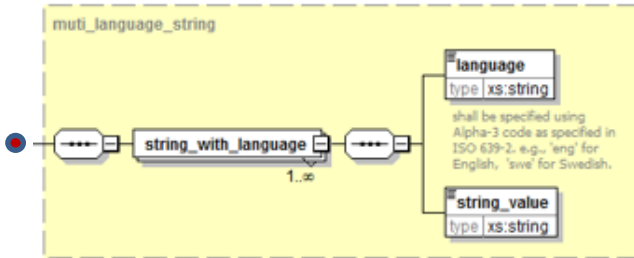 muti_language_string
language
type xs:string
shall be specified using
Alpha-3 code as specified in
ISO 639-2. e.g., 'eng' for
English, 'swe' for Swedish.
string_with_language
1..∞
string_value
type xs:string